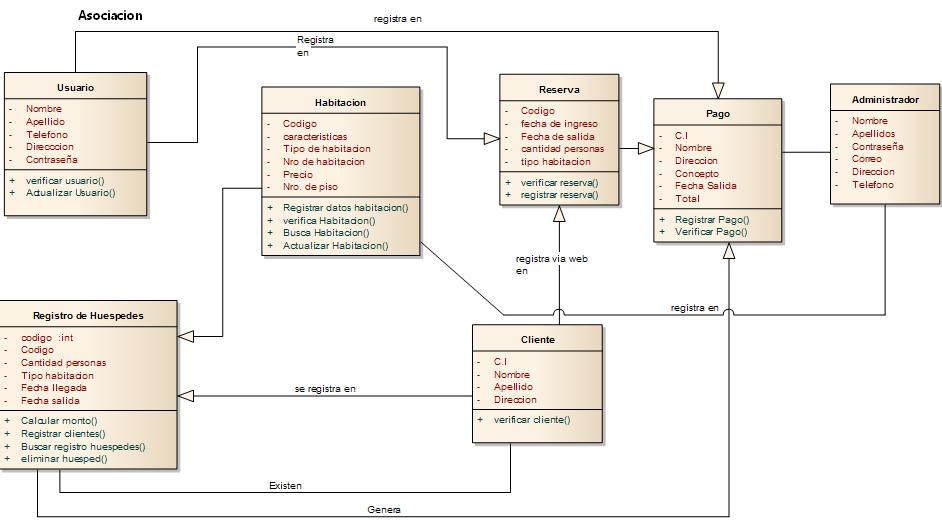 Asociacion
registra en
Registra
en
Usuario
- Nombre
- Apellido
- Telefono
- Direcccion
- Contraseña
+ verificar usuario()
+ Actualizar Usuario()
Habitacion
- Codigo
- caracteristicas
- Tipo de habitacion
- Nro de habitacion
- Precio
- Nro. de piso
+ Registrar datos habitacion()
+ verifica Habitacion()
+ Busca Habitacion()
+ Actualizar Habitacion()
Reserva
- Codigo
- fecha de ingreso
- Fecha de salida
- cantidad personas
- tipo habitacion
+ verificar reserva()
+ registrar reserva()
Pago
- C.I
- Nombre
- Direccion
- Concepto
- Fecha Salida
- Total
+ Registrar Pago()
+ Verificar Pago()
Administrador
- Nombre
- Apellidos
- Contraseña
- Correo
- Direccion
- Telefono
registra via web
en
registra en
Registro de Huespedes
- codigo :int
- Codigo
- Cantidad personas
- Tipo habitacion
- Fecha llegada
- Fecha salida
+ Calcular monto()
+ Registrar clientes()
+ Buscar registro huespedes()
+ eliminar huesped()
se registra en
Cliente
- C.I
- Nombre
- Apellido
- Direccion
+ verificar cliente()
Existen
Genera